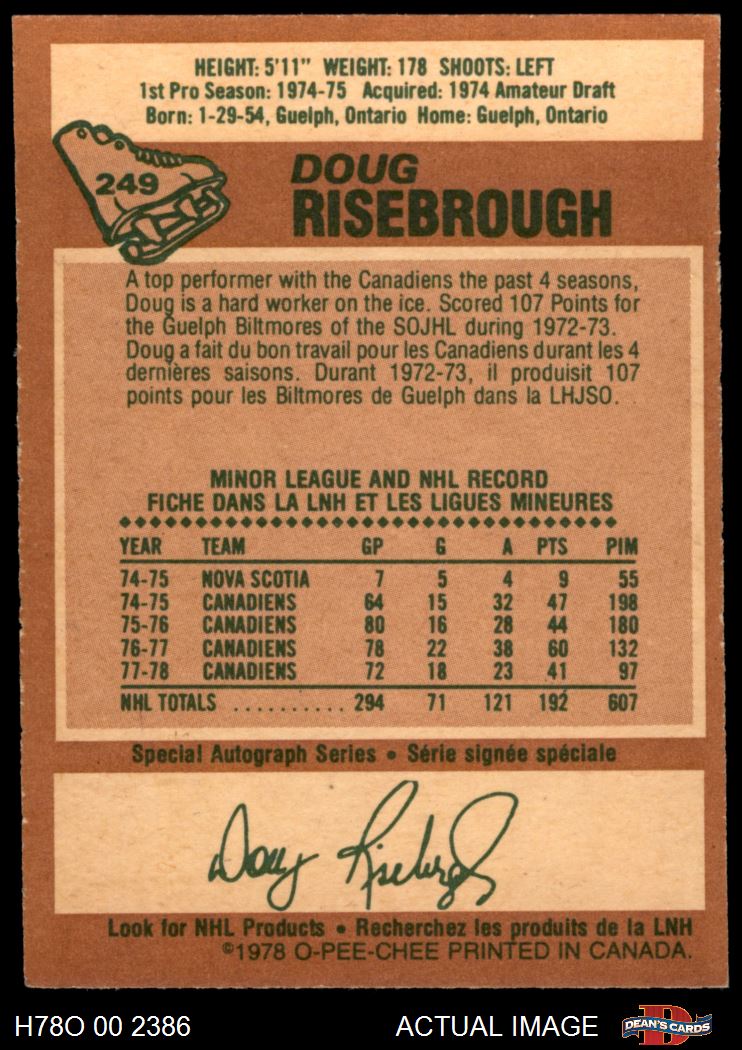 HEIGHT: 5'11" WEIGHT: 178 SHOOTS: LEFT
1st Pro Season: 1974-75 Acquired: 1974 Amateur Draft
Born: 1-29-54, Guelph, Ontario Home: Guelph, Ontario
249
DOUG
RISEBROUGH
A top performer with the Canadiens the past 4 seasons,
Doug is a hard worker on the ice. Scored 107 Points for
the Guelph Biltmores of the SOJHL during 1972-73.
Doug a fait du bon travail pour les Canadiens durant les 4
dernières saisons. Durant 1972-73, il produisit 107
points pour les Biltmores de Guelph dans la LHJSO.
MINOR LEAGUE AND NHL RECORD
FICHE DANS LA LNH ET LES LIGUES MINEURES
YEAR TEAM GP G A PTS PIM
74-75 NOVA SCOTIA 7 5 4 9 55
74-75 CANADIENS 64 15 32 47 198
75-76 CANADIENS 80 16 28 44 180
76-77 CANADIENS 78 22 38 60 132
77-78 CANADIENS 72 18 23 41 97
NHL TOTALS .......... 294 71 121 192 607
Special Autograph Series • Série signée spéciale
Doug Risebrough
Look for NHL Products • Recherchez les produits de la LNH
©1978 O-PEE-CHEE PRINTED IN CANADA.
H78O 00 2386 ACTUAL IMAGE D DEAN'S CARDS